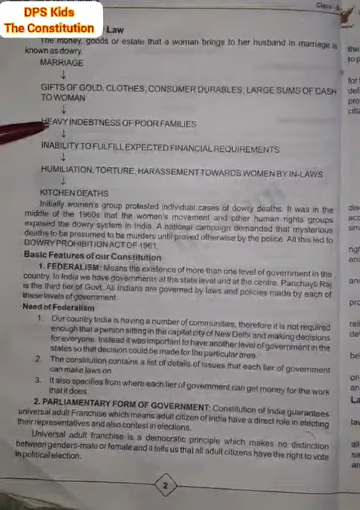 DPS Kids
The Constitution
Class-
Law
The money, goods or estate that a woman brings to her husband in marriage is
known as dowry.
MARRIAGE
↓
GIFTS OF GOLD, CLOTHES, CONSUMER DURABLES, LARGE SUMS OF CASH
TO WOMAN
↓
HEAVY INDEBTNESS OF POOR FAMILIES
↓
INABILITY TO FULFILL EXPECTED FINANCIAL REQUIREMENTS
↓
HUMILIATION, TORTURE, HARASSEMENT TOWARDS WOMEN BY IN-LAWS
↓
KITCHEN DEATHS
Initially women's group protested individual cases of dowry deaths. It was in the
middle of the 1960s that the women's movement and other human rights groups
exposed the dowry system in India. A national campaign demanded that mysterious
deaths to be presumed to be murders until proved otherwise by the police. All this led to
DOWRY PROHIBITION ACT OF 1961.
Basic Features of our Constitution
1. FEDERALISM: Means the existence of more than one level of government in the
country. In India we have governments at the state level and at the centre. Panchayti Raj
is the third tier of Govt. All Indians are governed by laws and policies made by each of
these levels of government.
Need of Federalism
1. Our country India is having a number of communities, therefore it is not required
enough that a person sitting in the capital city of New Delhi and making decisions
for everyone. Instead it was important to have another level of government in the
states so that decision could be made for the particular area.
2. The constitution contains a list of details of issues that each tier of government
can make laws on.
3. It also specifies from where each tier of government can get money for the work
that it does.
2. PARLIAMENTARY FORM OF GOVERNMENT: Constitution of India guarantees
universal adult Franchise which means adult citizen of India have a direct role in electing
their representatives and also contest in elections.
Universal adult franchise is a democratic principle which makes no distinction
between genders-male or female and it tells us that all adult citizens have the right to vote
in political election.
2